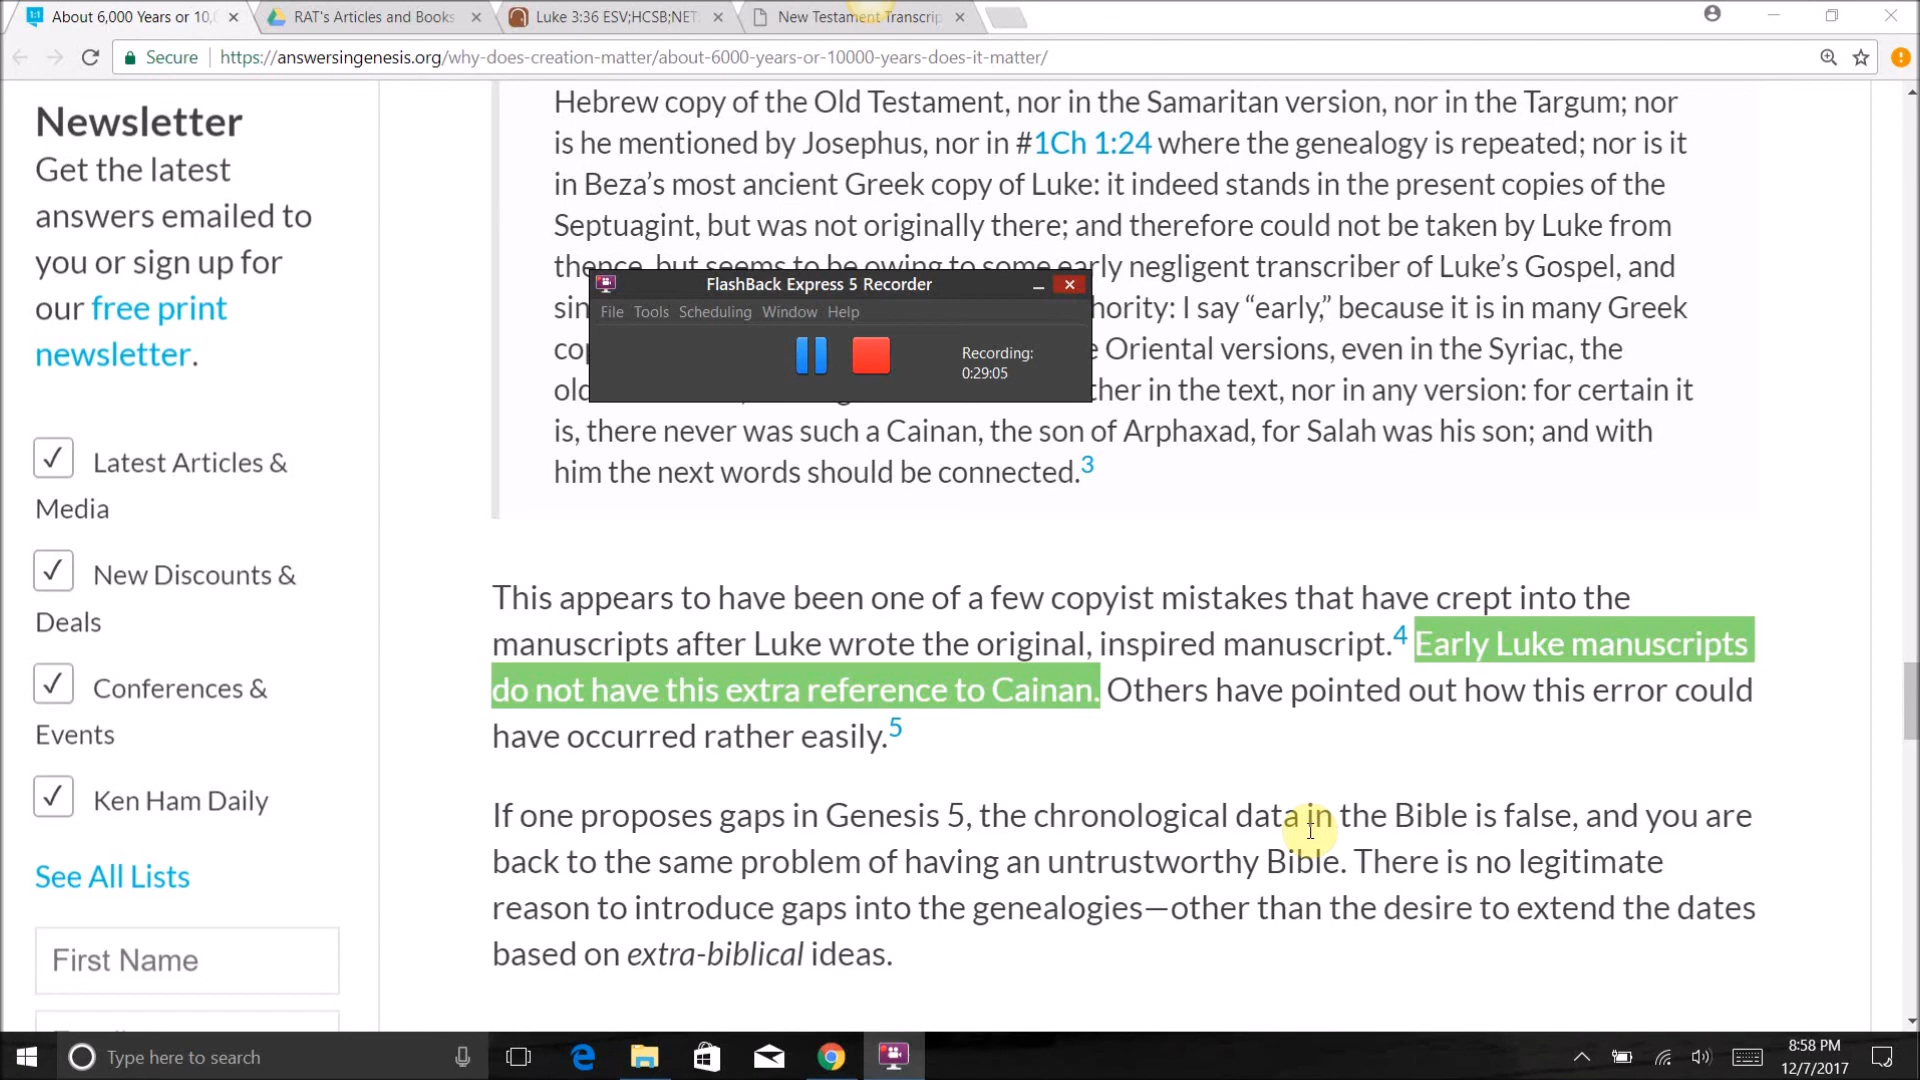 About 6,000 Years or 10,
RAT's Articles and Books
Luke 3:36 ESV;HCSB;NET
New Testament Transcrip
Secure
https://answersingenesis.org/why-does-creation-matter/about-6000-years-or-10000-years-does-it-matter/
Newsletter
Get the latest
answers emailed to
you or sign up for
our free print
newsletter.
Latest Articles &
Media
New Discounts &
Deals
Conferences &
Events
Ken Ham Daily
See All Lists
First Name
Hebrew copy of the Old Testament, nor in the Samaritan version, nor in the Targum; nor
is he mentioned by Josephus, nor in #1Ch 1:24 where the genealogy is repeated; nor is it
in Beza’s most ancient Greek copy of Luke: it indeed stands in the present copies of the
Septuagint, but was not originally there; and therefore could not be taken by Luke from
thence, but seems to be owing to some early negligent transcriber of Luke’s Gospel, and
hority: I say “early,” because it is in many Greek
Oriental versions, even in the Syriac, the
ther in the text, nor in any version: for certain it
is, there never was such a Cainan, the son of Arphaxad, for Salah was his son; and with
him the next words should be connected.3
FlashBack Express 5 Recorder
File Tools Scheduling Window Help
Recording:
0:29:05
This appears to have been one of a few copyist mistakes that have crept into the
manuscripts after Luke wrote the original, inspired manuscript.4 Early Luke manuscripts
do not have this extra reference to Cainan. Others have pointed out how this error could
have occurred rather easily.5
If one proposes gaps in Genesis 5, the chronological data in the Bible is false, and you are
back to the same problem of having an untrustworthy Bible. There is no legitimate
reason to introduce gaps into the genealogies—other than the desire to extend the dates
based on extra-biblical ideas.
Type here to search
8:58 PM
12/7/2017